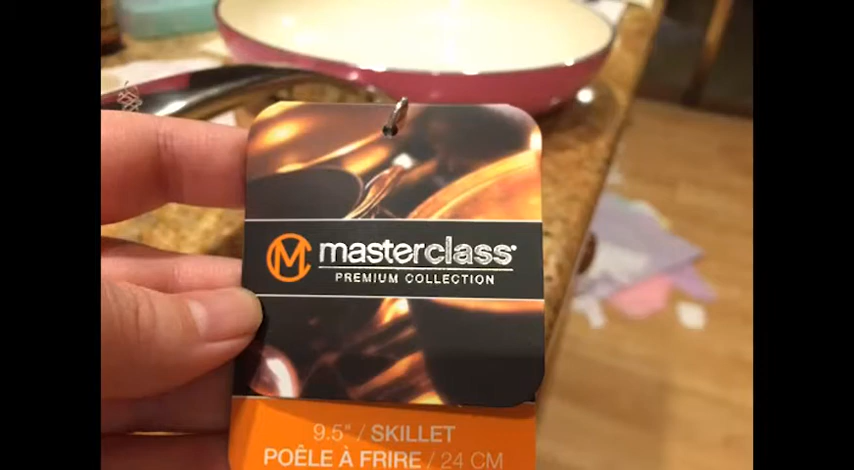 masterclass
PREMIUM COLLECTION
9.5" / SKILLET
POÊLE À FRIRE / 24 CM